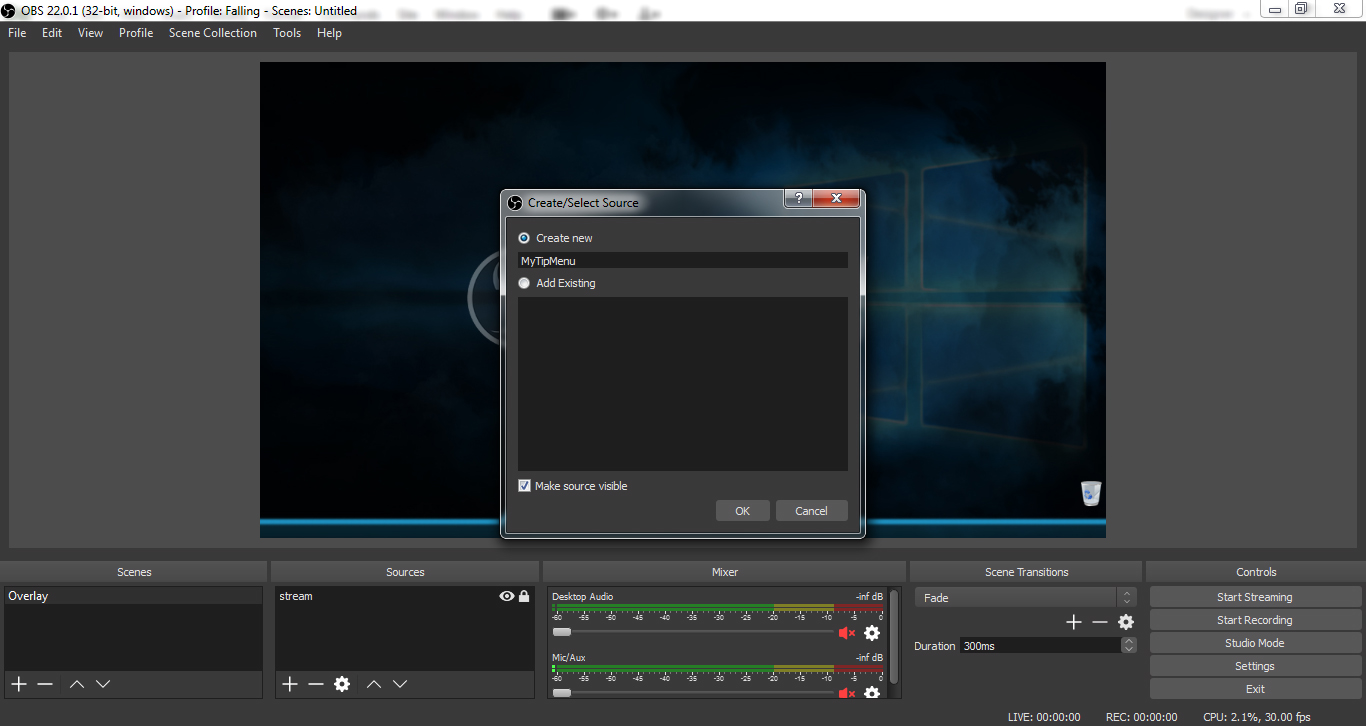 OBS 22.0.1 (32-bit, windows) - Profile: Falling - Scenes: Untitled
File Edit View Profile Scene Collection Tools Help
Create/Select Source
?
Create new
MyTipMenu
Add Existing
Make source visible
OK Cancel
Scenes Sources Mixer Scene Transitions Controls
Overlay
stream
Desktop Audio -inf dB
-60 -55 -50 -45 -40 -35 -30 -25 -20 -15 -10 -5 0
Mic/Aux -inf dB
-60 -55 -50 -45 -40 -35 -30 -25 -20 -15 -10 -5 0
Fade
Duration 300ms
Start Streaming
Start Recording
Studio Mode
Settings
Exit
LIVE: 00:00:00 REC: 00:00:00 CPU: 2.1%, 30.00 fps